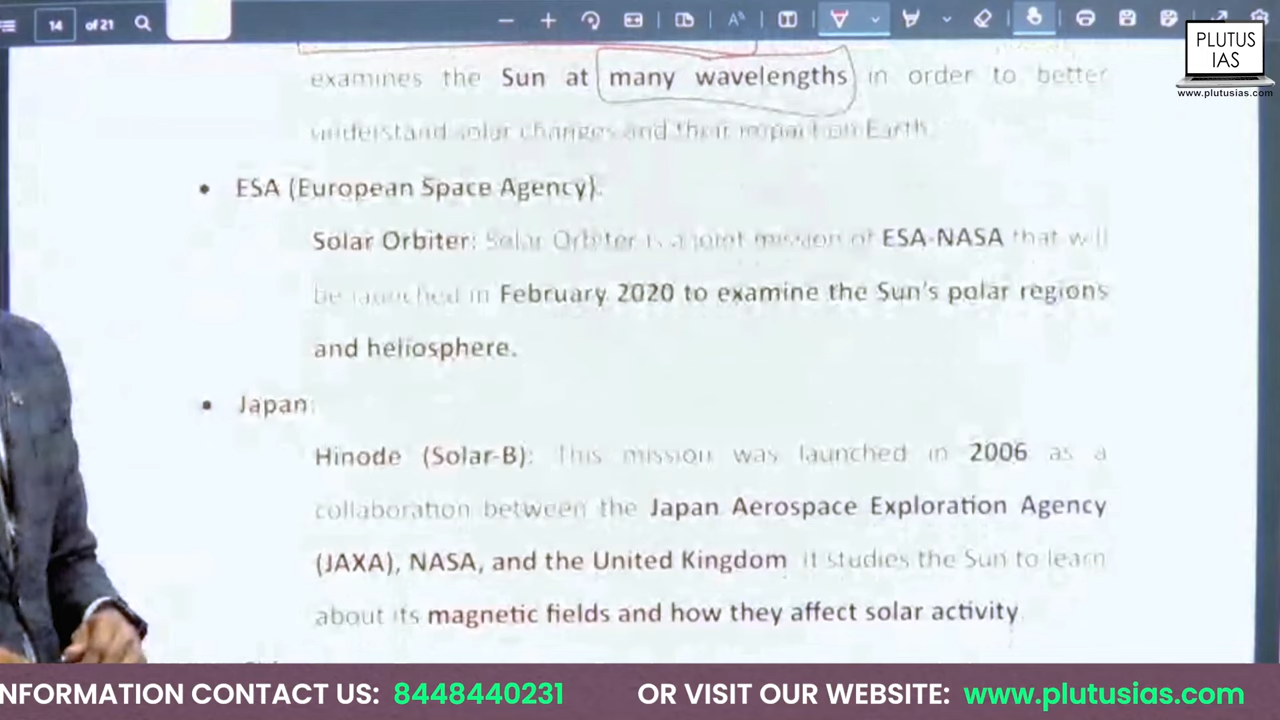 14 of 21
PLUTUS
IAS
www.plutusias.com
examines the Sun at many wavelengths in order to better
understand solar changes and their impact on Earth.
• ESA (European Space Agency).
Solar Orbiter: Solar Orbiter is a joint mission of ESA-NASA that will
be launched in February 2020 to examine the Sun's polar regions
and heliosphere.
• Japan:
Hinode (Solar-B): This mission was launched in 2006 as a
collaboration between the Japan Aerospace Exploration Agency
(JAXA), NASA, and the United Kingdom it studies the Sun to learn
about its magnetic fields and how they affect solar activity
NFORMATION CONTACT US: 8448440231 OR VISIT OUR WEBSITE: www.plutusias.com